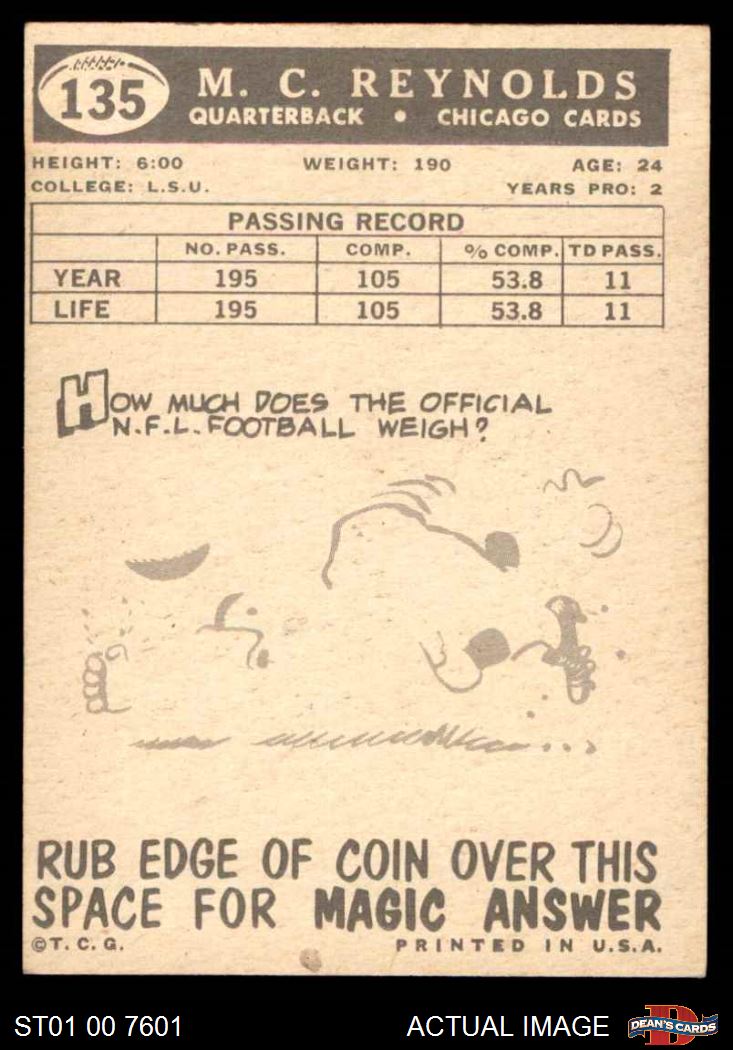 135
M. C. REYNOLDS
QUARTERBACK • CHICAGO CARDS
HEIGHT: 6:00 WEIGHT: 190 AGE: 24
COLLEGE: L.S.U. YEARS PRO: 2
PASSING RECORD
NO. PASS. COMP. % COMP. TD PASS.
YEAR 195 105 53.8 11
LIFE 195 105 53.8 11
HOW MUCH DOES THE OFFICIAL
N.F.L. FOOTBALL WEIGH?
RUB EDGE OF COIN OVER THIS
SPACE FOR MAGIC ANSWER
©T. C. G. PRINTED IN U.S.A.
ST01 00 7601 ACTUAL IMAGE D DEAN'S CARDS